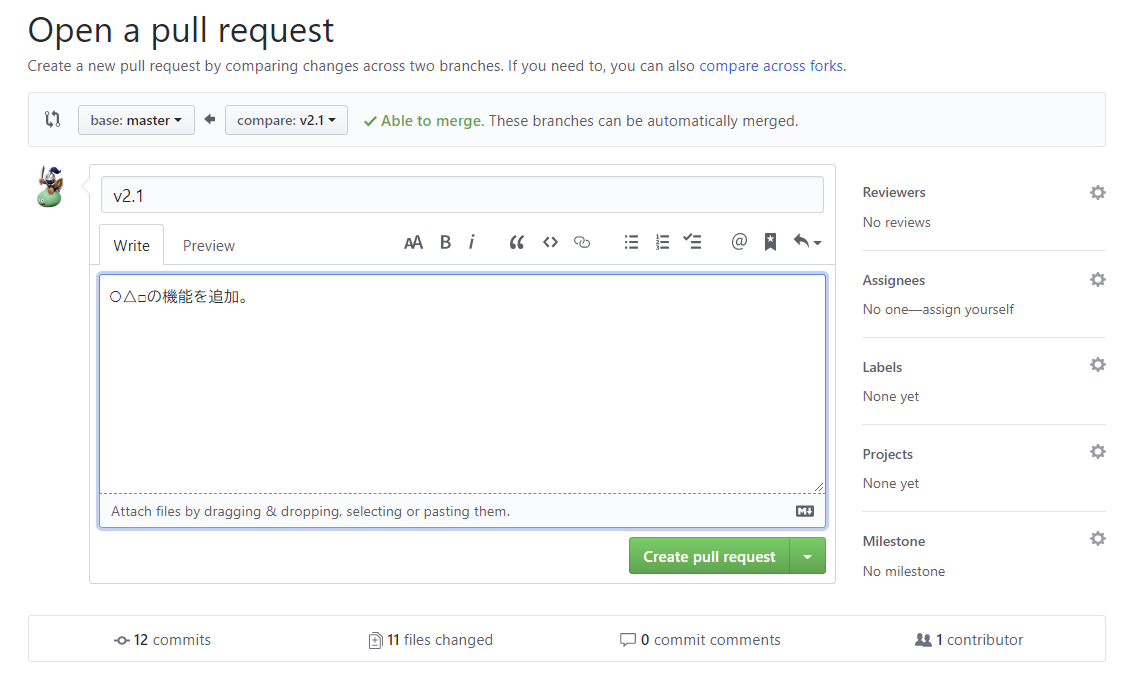 Open a pull request
Create a new pull request by comparing changes across two branches. If you need to, you can also compare across forks.
base: master
compare: v2.1
Able to merge. These branches can be automatically merged.
v2.1
Write
Preview
AA B i
@
○△□の機能を追加。
Attach files by dragging & dropping, selecting or pasting them.
M
Create pull request
Reviewers
No reviews
Assignees
No one—assign yourself
Labels
None yet
Projects
None yet
Milestone
No milestone
12 commits
11 files changed
0 commit comments
1 contributor